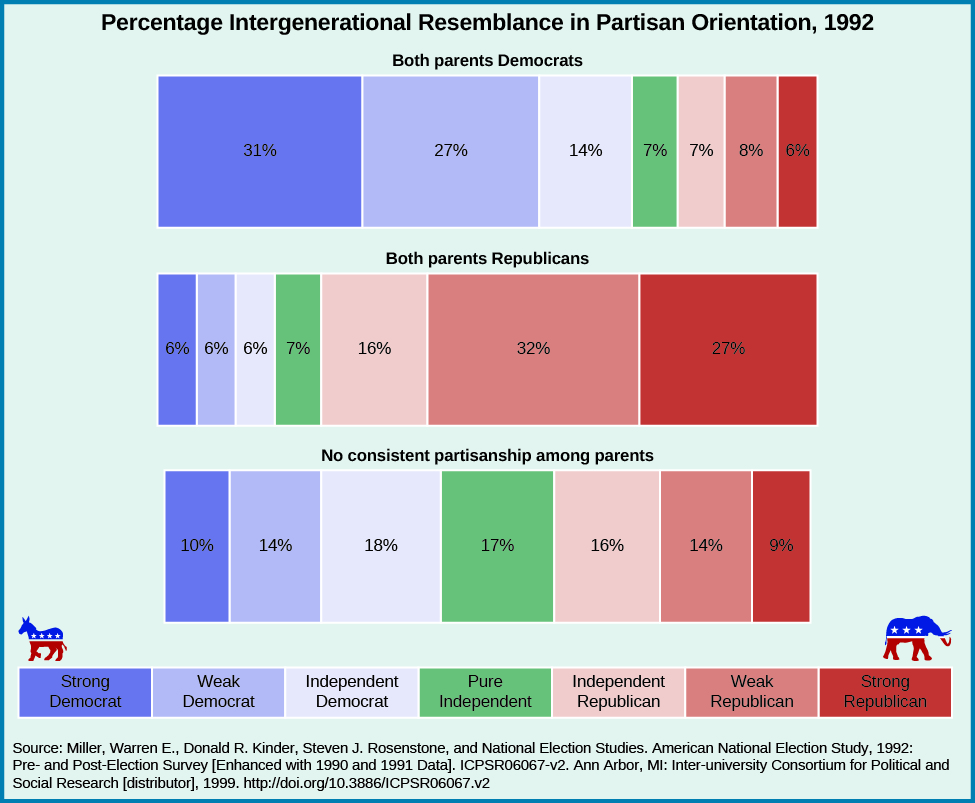 Percentage Intergenerational Resemblance in Partisan Orientation, 1992
Both parents Democrats
31% 27% 14% 7% 7% 8% 6%
Both parents Republicans
6% 6% 6% 7% 16% 32% 27%
No consistent partisanship among parents
10% 14% 18% 17% 16% 14% 9%
Strong Democrat
Weak Democrat
Independent Democrat
Pure Independent
Independent Republican
Weak Republican
Strong Republican
Source: Miller, Warren E., Donald R. Kinder, Steven J. Rosenstone, and National Election Studies. American National Election Study, 1992:
Pre- and Post-Election Survey [Enhanced with 1990 and 1991 Data]. ICPSR06067-v2. Ann Arbor, MI: Inter-university Consortium for Political and
Social Research [distributor], 1999. http://doi.org/10.3886/ICPSR06067.v2